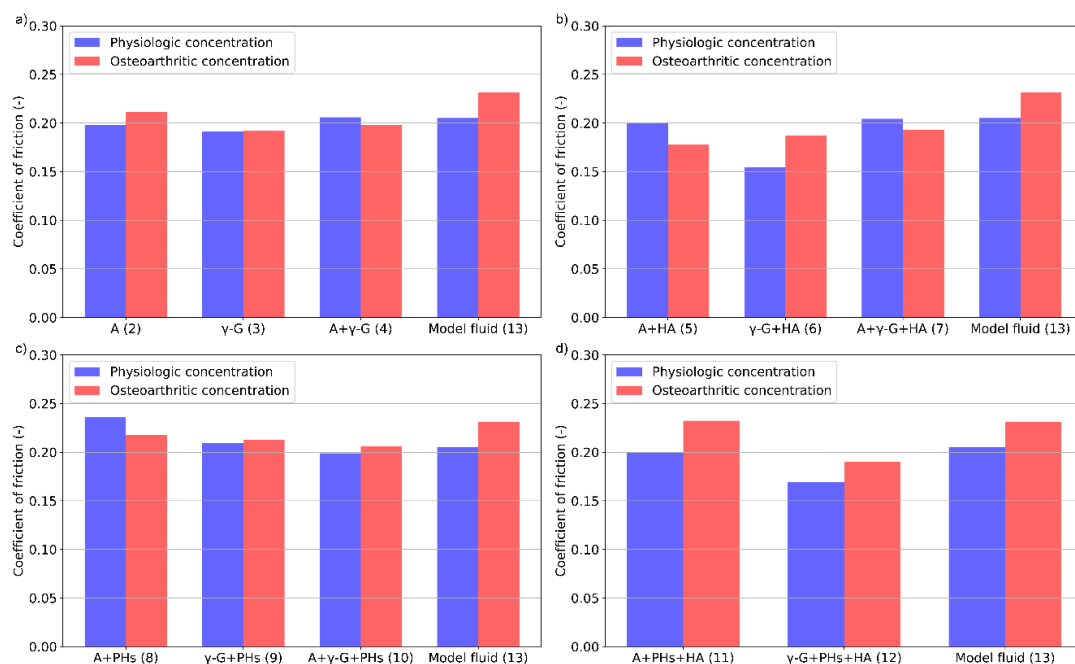 a)
0.30
0.25
0.20
0.15
0.10
0.05
0.00
Coefficient of friction (-)
Physiologic concentration
Osteoarthritic concentration
A (2) γ-G (3) A+γ-G (4) Model fluid (13)
b)
0.30
0.25
0.20
0.15
0.10
0.05
0.00
Coefficient of friction (-)
Physiologic concentration
Osteoarthritic concentration
A+HA (5) γ-G+HA (6) A+γ-G+HA (7) Model fluid (13)
c)
0.30
0.25
0.20
0.15
0.10
0.05
0.00
Coefficient of friction (-)
Physiologic concentration
Osteoarthritic concentration
A+PHs (8) γ-G+PHs (9) A+γ-G+PHs (10) Model fluid (13)
d)
0.30
0.25
0.20
0.15
0.10
0.05
0.00
Coefficient of friction (-)
Physiologic concentration
Osteoarthritic concentration
A+PHs+HA (11) γ-G+PHs+HA (12) Model fluid (13)